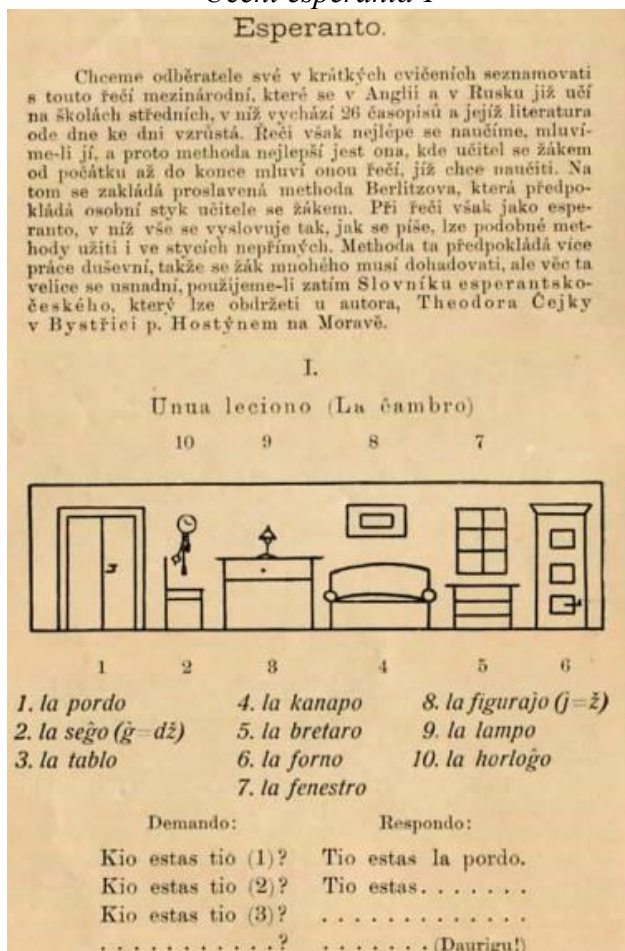 Učení esperanta 1
Esperanto.
Chceme odběratele své v krátkých cvičeních seznamovati
s touto řečí mezinárodní, které se v Anglii a v Rusku již učí
na školách středních, v níž vychází 26 časopisů a jejíž literatura
ode dne ke dni vzrůstá. Řeči však nejlépe se naučíme, mluví-
me-li jí, a proto methoda nejlepší jest ona, kde učitel se žákem
od počátku až do konce mluví onou řečí, jíž chce naučiti. Na
tom se zakládá proslavená methoda Berlitzova, která předpo-
kládá osobní styk učitele se žákem. Při řeči však jako espe-
ranto, v níž vše se vyslovuje tak, jak se píše, lze podobné met-
hody užiti i ve stycích nepřímých. Methoda ta předpokládá více
práce duševní, takže se žák mnohého musí dohadovati, ale věc ta
velice se usnadní, použijeme-li zatím Slovníku esperantsko-
českého, který lze obdržeti u autora, Theodora Čejky
v Bystřici p. Hostýnem na Moravě.
I.
Unua leciono (La ĉambro)
10 9 8 7
1 2 3 4 5 6
1. la pordo 4. la kanapo 8. la figuraĵo (ĵ=ž)
2. la seĝo (ĝ=dž) 5. la bretaro 9. la lampo
3. la tablo 6. la forno 10. la horloĝo
7. la fenestro
Demando: Respondo:
Kio estas tio (1)? Tio estas la pordo.
Kio estas tio (2)? Tio estas.......
Kio estas tio (3)? .............
...........? .......(Daurigu!)